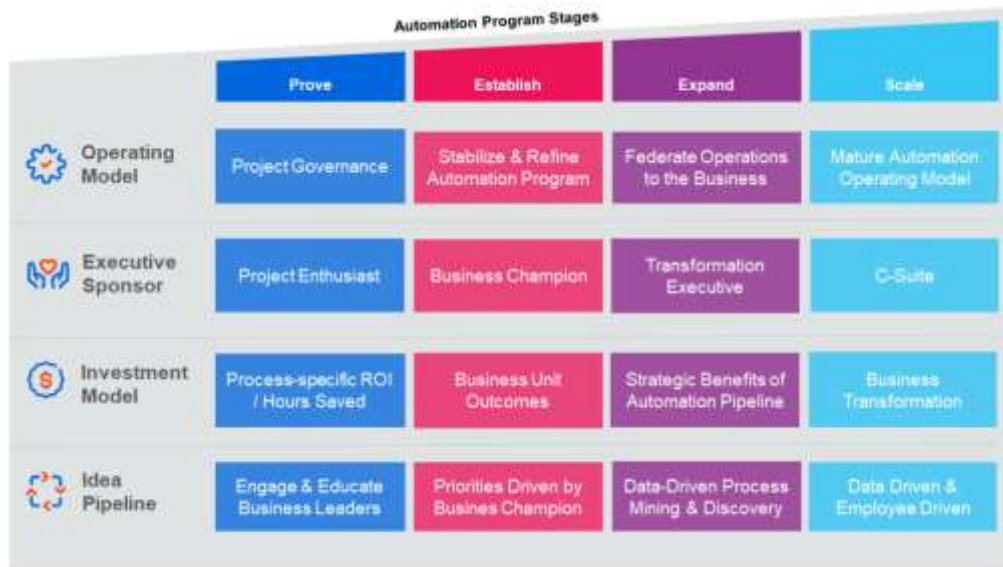 Automation Program Stages
Prove
Establish
Expand
Scale
Operating
Model
Project Governance
Stabilize & Refine
Automation Program
Federate Operations
to the Business
Mature Automation
Operating Model
Executive
Sponsor
Project Enthusiast
Business Champion
Transformation
Executive
C-Suite
Investment
Model
Process-specific ROI
/ Hours Saved
Business Unit
Outcomes
Strategic Benefits of
Automation Pipeline
Business
Transformation
Idea
Pipeline
Engage & Educate
Business Leaders
Priorities Driven by
Busines Champion
Data-Driven Process
Mining & Discovery
Data Driven &
Employee Driven